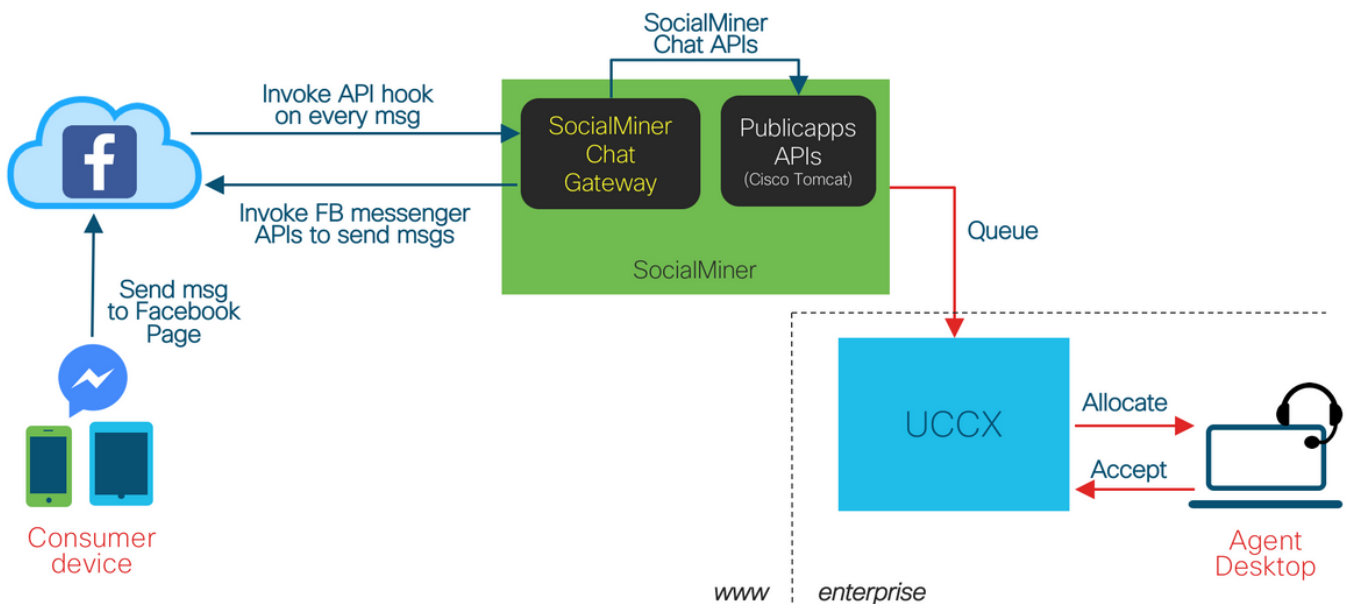 SocialMiner
Chat APIs
Invoke API hook
on every msg
SocialMiner
Chat
Gateway
Publicapps
APIs
(Cisco Tomcat)
f
Invoke FB messenger
APIs to send msgs
Queue
SocialMiner
Send msg
to Facebook
Page
UCCX
Allocate
Accept
Consumer
device
Agent
Desktop
www
enterprise